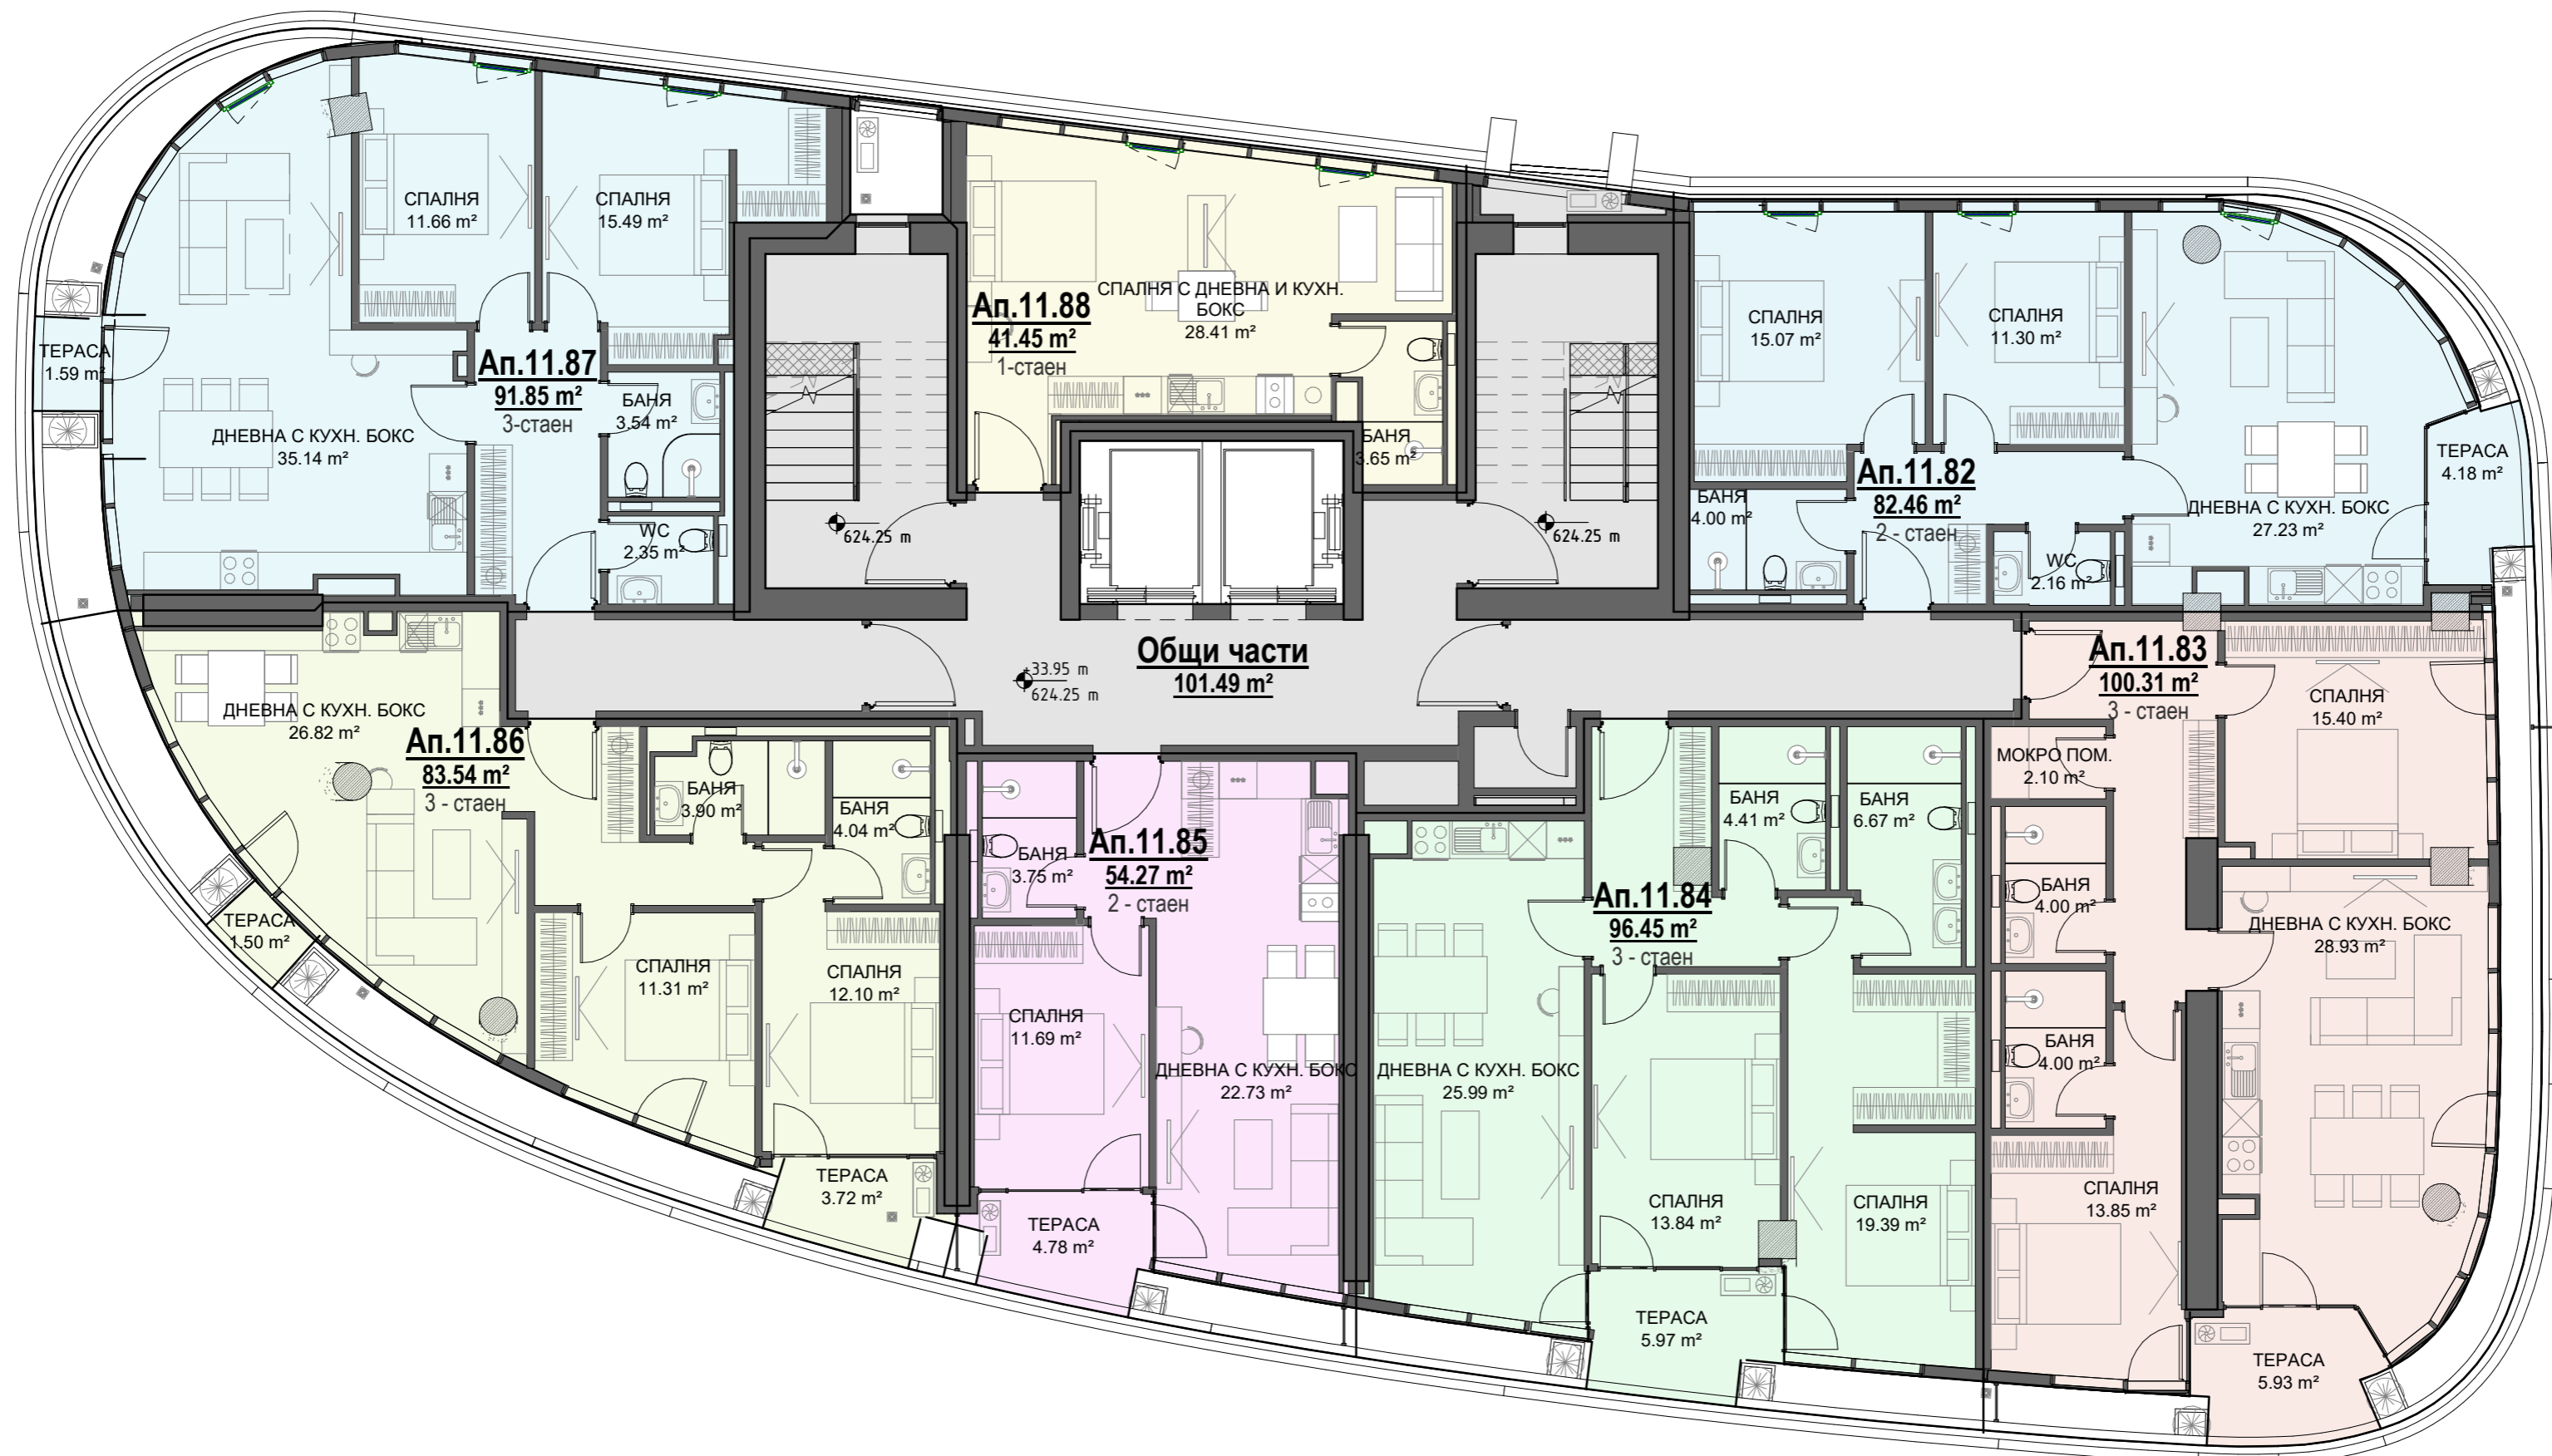 СПАЛНЯ
11.66 m²
СПАЛНЯ
15.49 m²
ТЕРАСА
1.59 m²
Ап.11.87
91.85 m²
3-стаен
БАНЯ
3.54 m²
ДНЕВНА С КУХН. БОКС
35.14 m²
WC
2.35 m²
Ап.11.88
41.45 m²
1-стаен
СПАЛНЯ С ДНЕВНА И КУХН.
БОКС
28.41 m²
БАНЯ
3.65 m²
624.25 m
624.25 m
СПАЛНЯ
15.07 m²
СПАЛНЯ
11.30 m²
Ап.11.82
82.46 m²
2 - стаен
БАНЯ
4.00 m²
WC
2.16 m²
ДНЕВНА С КУХН. БОКС
27.23 m²
ТЕРАСА
4.18 m²
Общи части
101.49 m²
+33.95 m
624.25 m
Ап.11.83
100.31 m²
3 - стаен
СПАЛНЯ
15.40 m²
МОКРО ПОМ.
2.10 m²
БАНЯ
4.00 m²
ДНЕВНА С КУХН. БОКС
28.93 m²
БАНЯ
4.00 m²
СПАЛНЯ
13.85 m²
ТЕРАСА
5.93 m²
ДНЕВНА С КУХН. БОКС
26.82 m²
Ап.11.86
83.54 m²
3 - стаен
БАНЯ
3.90 m²
БАНЯ
4.04 m²
ТЕРАСА
1.50 m²
СПАЛНЯ
11.31 m²
СПАЛНЯ
12.10 m²
ТЕРАСА
3.72 m²
БАНЯ
3.75 m²
Ап.11.85
54.27 m²
2 - стаен
СПАЛНЯ
11.69 m²
ДНЕВНА С КУХН. БОКС
22.73 m²
ТЕРАСА
4.78 m²
БАНЯ
4.41 m²
БАНЯ
6.67 m²
Ап.11.84
96.45 m²
3 - стаен
ДНЕВНА С КУХН. БОКС
25.99 m²
СПАЛНЯ
13.84 m²
СПАЛНЯ
19.39 m²
ТЕРАСА
5.97 m²